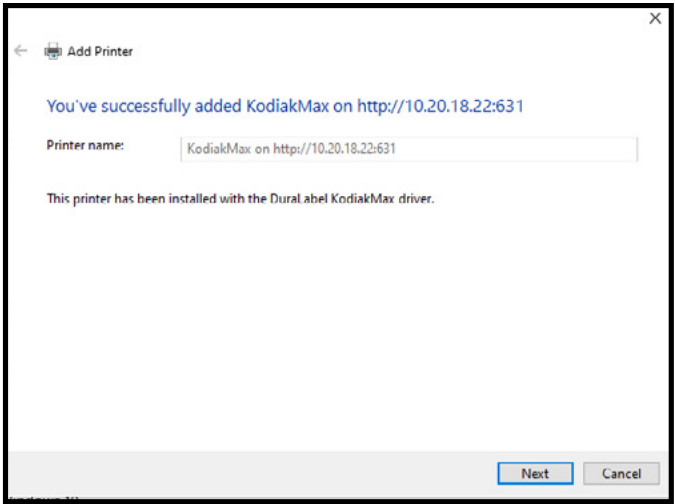 Add Printer
You've successfully added KodiakMax on http://10.20.18.22:631
Printer name:
KodiakMax on http://10.20.18.22:631
This printer has been installed with the DuraLabel KodiakMax driver.
Next Cancel